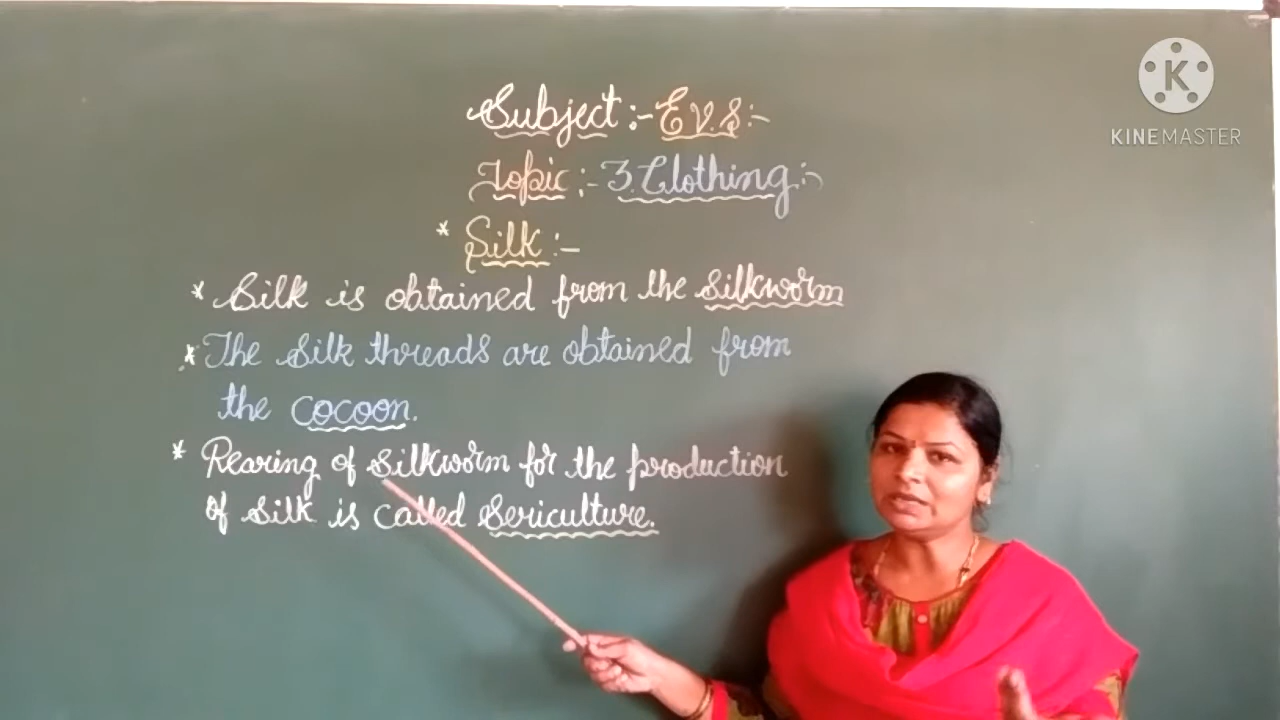 Subject :- E.V.S :-
Topic :- 3. Clothing :-
* Silk :-
* Silk is obtained from the silkworm
* The silk threads are obtained from
the cocoon.
* Rearing of silkworm for the production
of silk is called Sericulture.
K
KINEMASTER